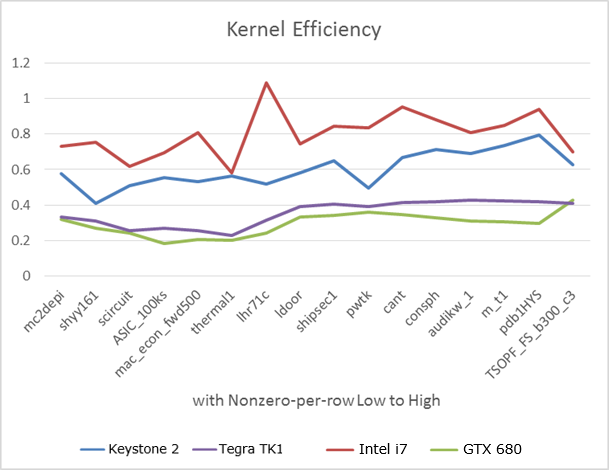 Kernel Efficiency
1.2
1
0.8
0.6
0.4
0.2
0
mc2depi
shyy161
scircuit
ASIC_100ks
mac_econ_fwd500
thermal1
lhr71c
ldoor
shipsec1
pwtk
cant
consph
audikw_1
m_t1
pdb1HYS
TSOPF_FS_b300_c3
with Nonzero-per-row Low to High
Keystone 2 Tegra TK1 Intel i7 GTX 680